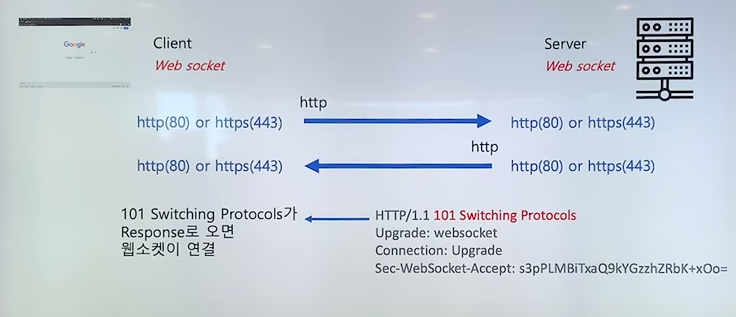 Google
Client
Server
Web socket
Web socket
http
http(80) or https(443)
http(80) or https(443)
http
http(80) or https(443)
http(80) or https(443)
101 Switching Protocols가
Response로 오면
웹소켓이 연결
HTTP/1.1 101 Switching Protocols
Upgrade: websocket
Connection: Upgrade
Sec-WebSocket-Accept: s3pPLMBiTxaQ9kYGzzhZRbK+xOo=